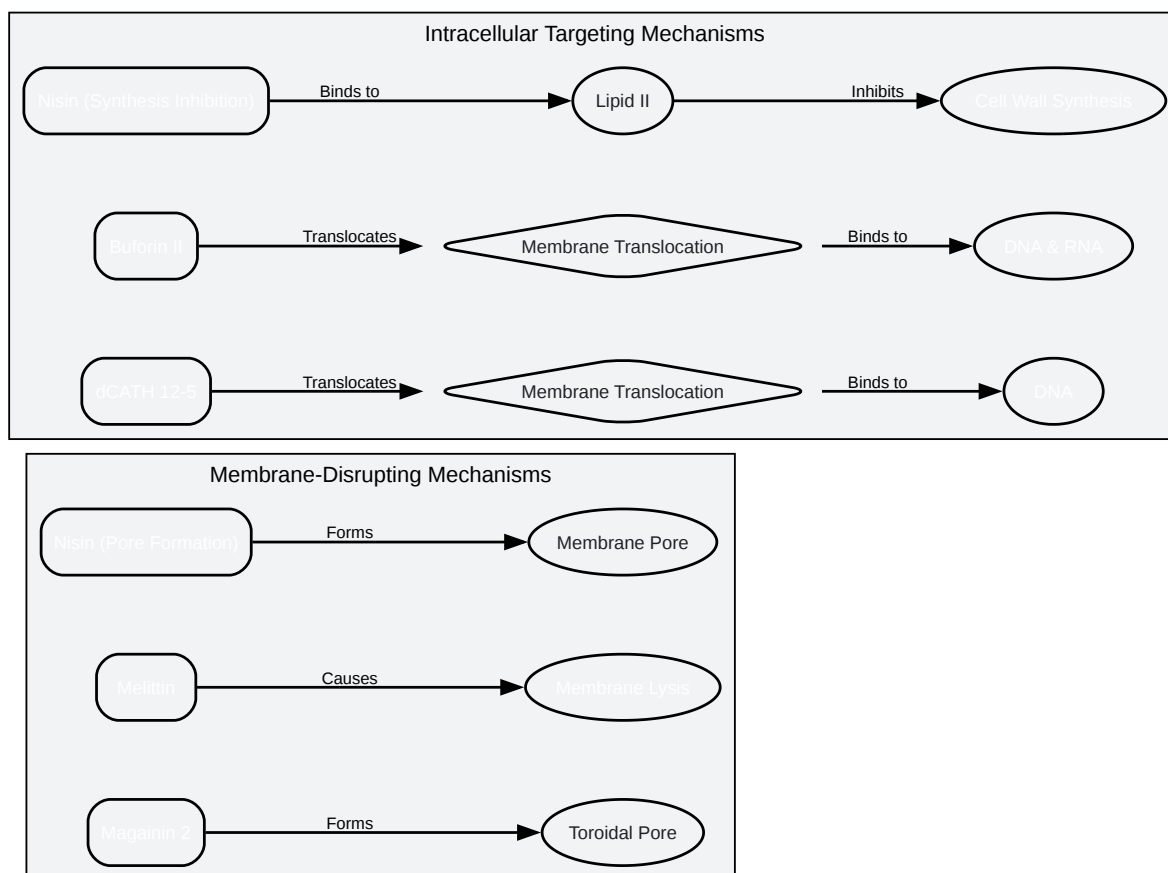 Intracellular Targeting Mechanisms
Nisin (Synthesis Inhibition)
Binds to
Lipid II
Inhibits
Cell Wall Synthesis
Buforin II
Translocates
Membrane Translocation
Binds to
DNA & RNA
dCATH 12-5
Translocates
Membrane Translocation
Binds to
DNA
Membrane-Disrupting Mechanisms
Nisin (Pore Formation)
Forms
Membrane Pore
Melittin
Causes
Membrane Lysis
Magainin 2
Forms
Toroidal Pore